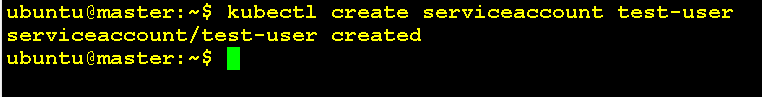 ubuntu@master:~$ kubectl create serviceaccount test-user
serviceaccount/test-user created
ubuntu@master:~$